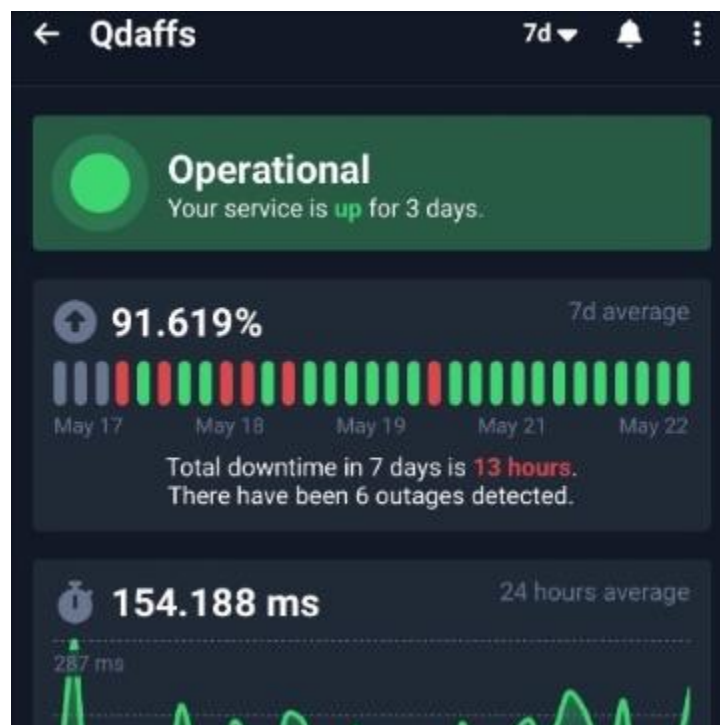 Qdaffs 7d
Operational
Your service is up for 3 days.
91.619% 7d average
May 17 May 18 May 19 May 21 May 22
Total downtime in 7 days is 13 hours.
There have been 6 outages detected.
154.188 ms 24 hours average
287 ms